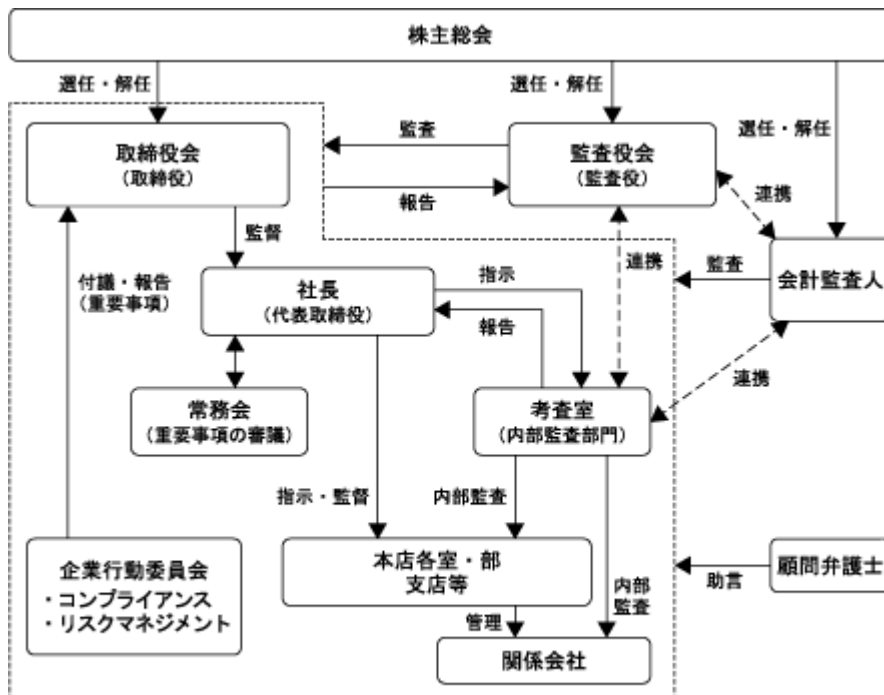 株主総会
選任・解任
選任・解任
選任・解任
取締役会
(取締役)
監査
報告
監査役会
(監査役)
連携
監督
連携
監査
会計監査人
付議・報告
(重要事項)
社長
(代表取締役)
指示
報告
連携
常務会
(重要事項の審議)
考査室
(内部監査部門)
指示・監督
内部監査
企業行動委員会
・コンプライアンス
・リスクマネジメント
本店各室・部
支店等
内部
監査
助言
顧問弁護士
管理
関係会社